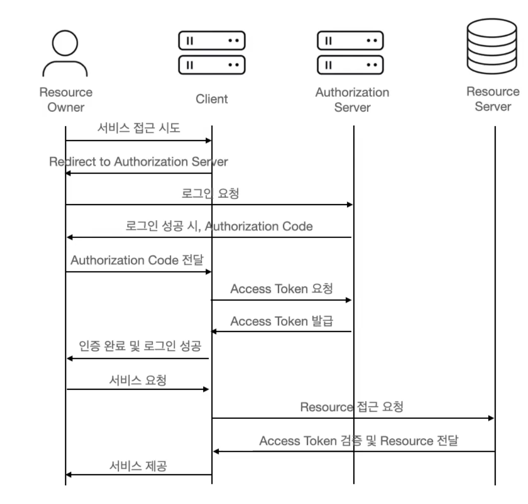 Resource
Owner
Client
Authorization
Server
Resource
Server
서비스 접근 시도
Redirect to Authorization Server
로그인 요청
로그인 성공 시, Authorization Code
Authorization Code 전달
Access Token 요청
Access Token 발급
인증 완료 및 로그인 성공
서비스 요청
Resource 접근 요청
Access Token 검증 및 Resource 전달
서비스 제공